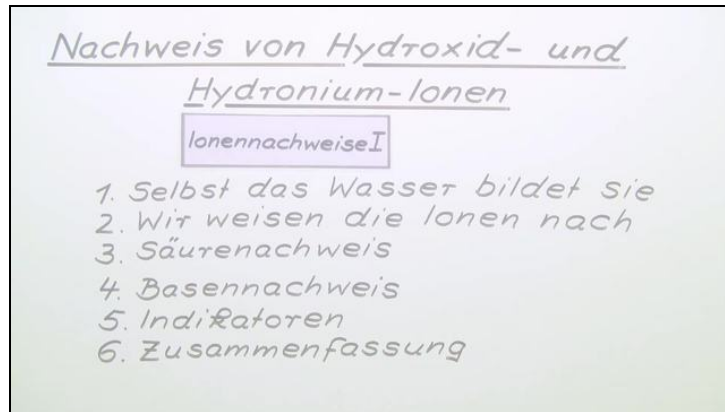 Nachweis von Hydroxid- und
Hydronium-Ionen
Ionennachweise I
1. Selbst das Wasser bildet sie
2. Wir weisen die Ionen nach
3. Säurenachweis
4. Basennachweis
5. Indikatoren
6. Zusammenfassung